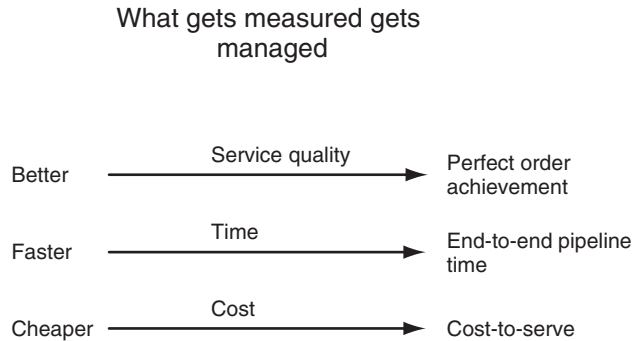 What gets measured gets
managed
Service quality
Better
Perfect order
achievement
Time
Faster
End-to-end pipeline
time
Cost
Cheaper
Cost-to-serve